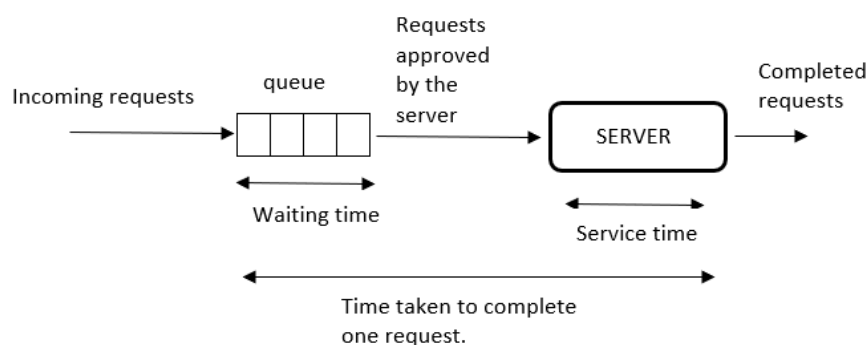 Incoming requests
queue
Requests
approved
by the
server
SERVER
Completed
requests
Waiting time
Service time
Time taken to complete
one request.